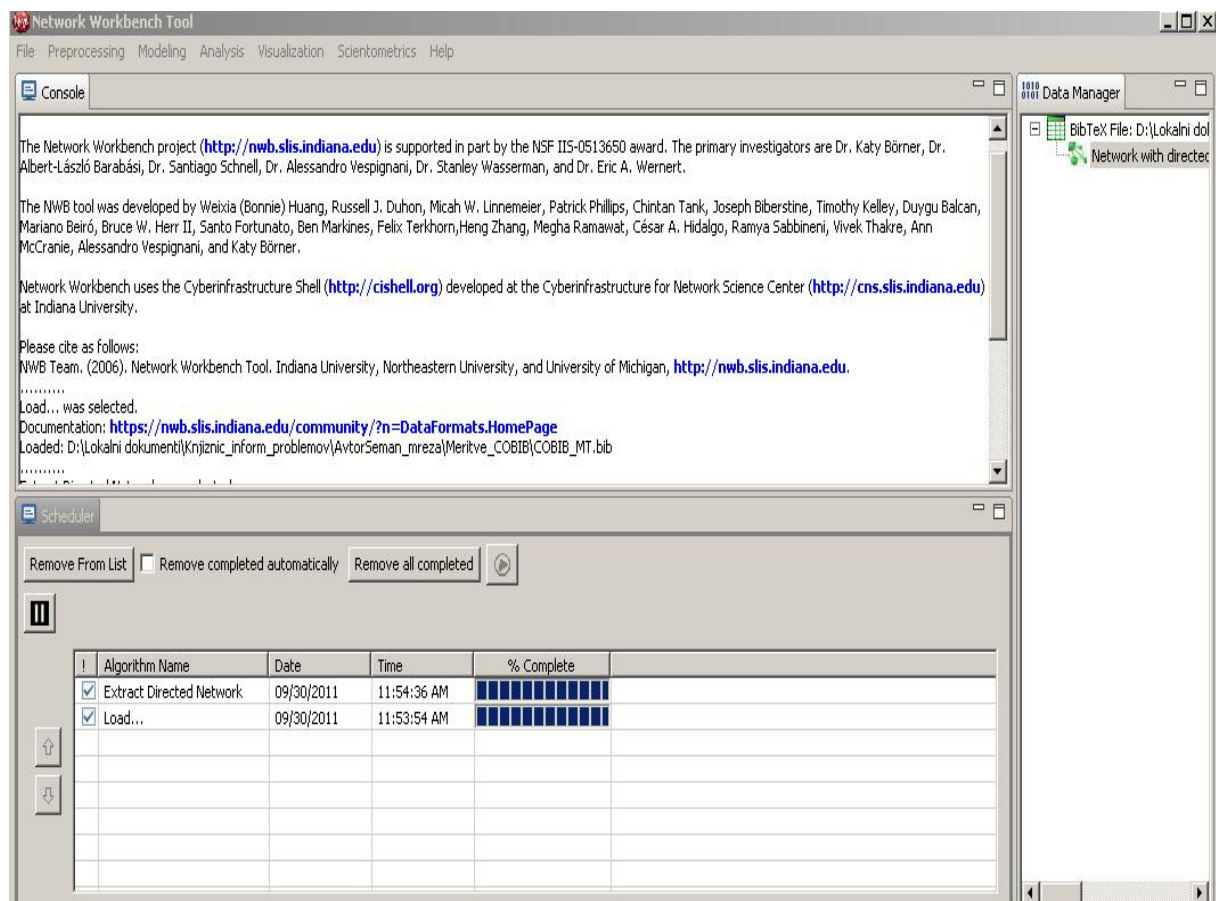 Network Workbench Tool
File Preprocessing Modeling Analysis Visualization Scientometrics Help
Console
The Network Workbench project (http://nwb.slis.indiana.edu) is supported in part by the NSF IIS-0513650 award. The primary investigators are Dr. Katy Börner, Dr.
Albert-László Barabási, Dr. Santiago Schnell, Dr. Alessandro Vespignani, Dr. Stanley Wasserman, and Dr. Eric A. Wernert.
The NWB tool was developed by Weixia (Bonnie) Huang, Russell J. Duhon, Micah W. Linnemeier, Patrick Phillips, Chintan Tank, Joseph Biberstine, Timothy Kelley, Duygu Balcan,
Mariano Beiró, Bruce W. Herr II, Santo Fortunato, Ben Markines, Felix Terkhorn,Heng Zhang, Megha Ramawat, César A. Hidalgo, Ramya Sabbineni, Vivek Thakre, Ann
McCranie, Alessandro Vespignani, and Katy Börner.
Network Workbench uses the Cyberinfrastructure Shell (http://cishell.org) developed at the Cyberinfrastructure for Network Science Center (http://cns.slis.indiana.edu)
at Indiana University.
Please cite as follows:
NWB Team. (2006). Network Workbench Tool. Indiana University, Northeastern University, and University of Michigan, http://nwb.slis.indiana.edu.
..........
Load... was selected.
Documentation: https://nwb.slis.indiana.edu/community/?n=DataFormats.HomePage
Loaded: D:\Lokalni dokumenti\Knjiznic_inform_problemov\AvtorSeman_mreza\Meritve_COBIB\COBIB_MT.bib
..........
Data Manager
BibTeX File: D:\Lokalni dol
Network with directed
Scheduler
Remove From List Remove completed automatically Remove all completed
! Algorithm Name Date Time % Complete
Extract Directed Network 09/30/2011 11:54:36 AM
Load... 09/30/2011 11:53:54 AM